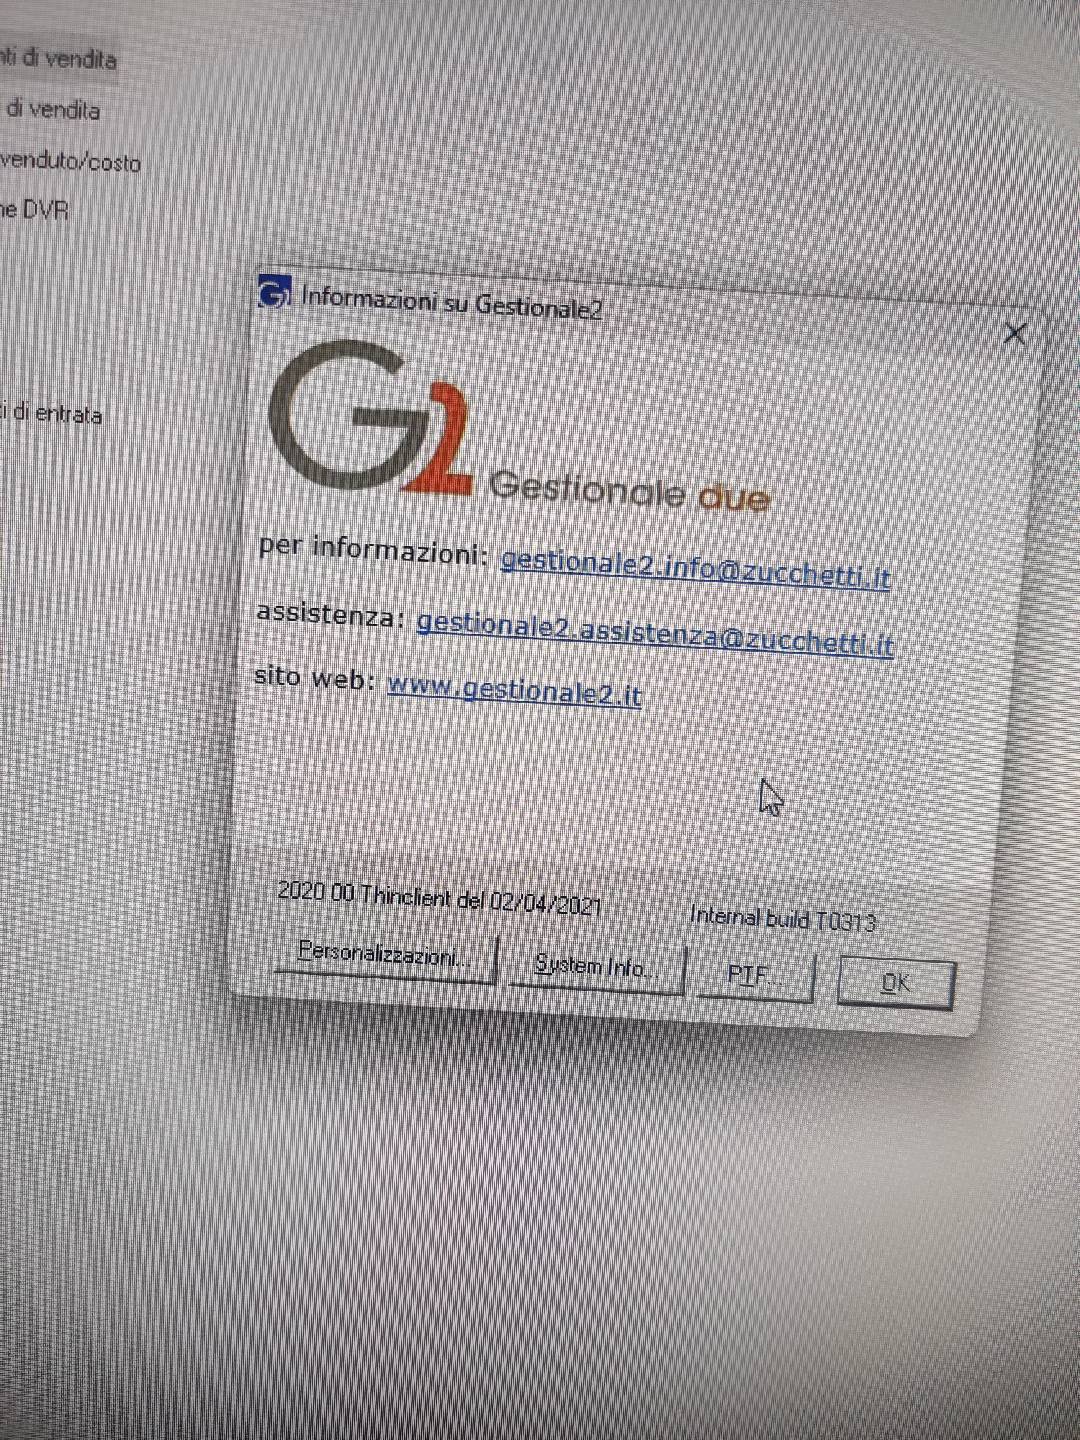 di vendita
di vendita
venduto/costo
DVR
di entrata
Informazioni su Gestionale2
G2 Gestionale due
per informazioni: gestionale2.info@zucchetti.it
assistenza: gestionale2.assistenza@zucchetti.it
sito web: www.gestionale2.it
2020 00 Thinclient del 02/04/2021 Internal build T0313
Personalizzazioni... System Info... PTF... OK